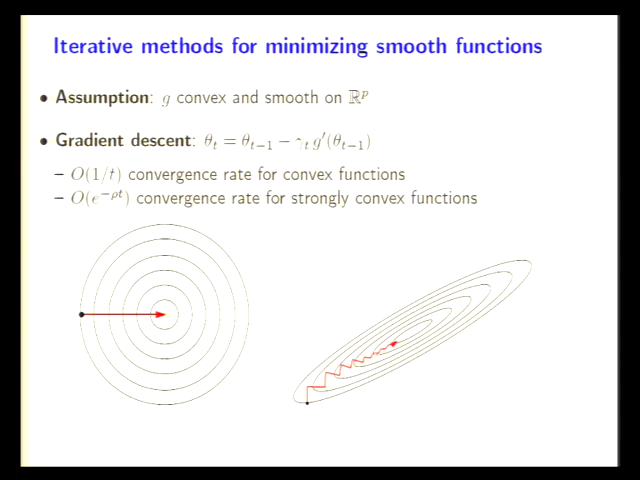 Iterative methods for minimizing smooth functions
• Assumption: g convex and smooth on ℝᵖ
• Gradient descent: θₜ = θₜ₋₁ − γₜ g′(θₜ₋₁)
– O(1/t) convergence rate for convex functions
– O(e^{−ρt}) convergence rate for strongly convex functions